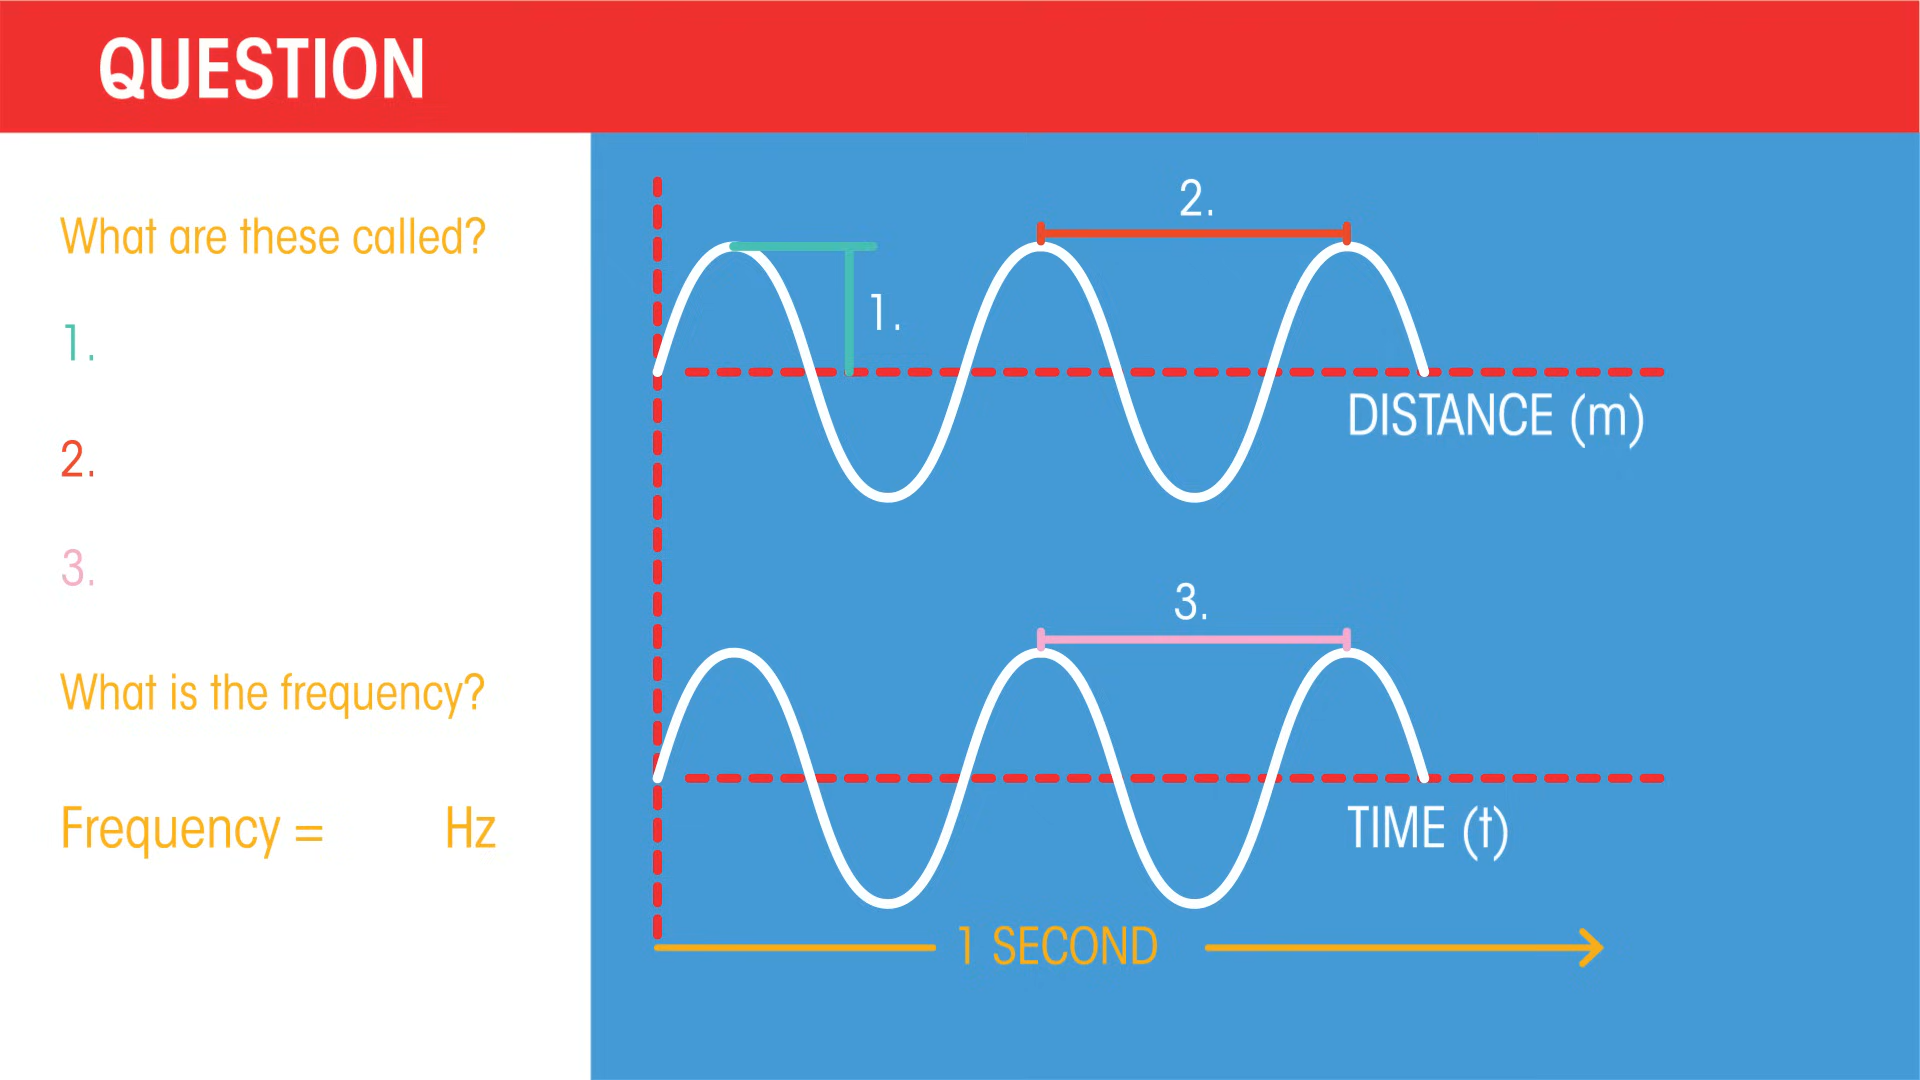 QUESTION
What are these called?
1.
2.
3.
What is the frequency?
Frequency = Hz
2.
1.
DISTANCE (m)
3.
TIME (t)
1 SECOND